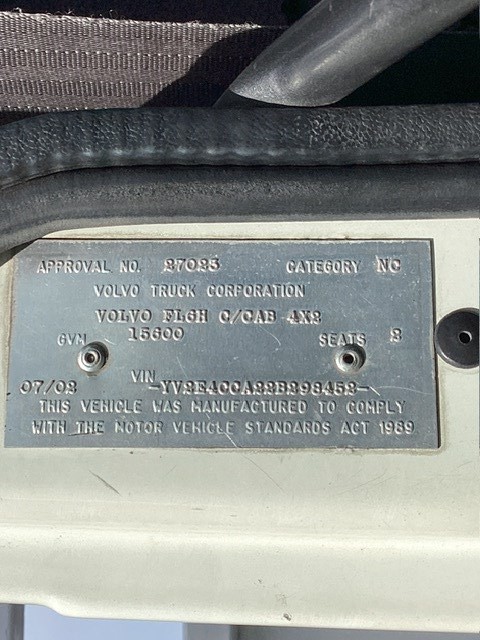 APPROVAL NO. 27023 CATEGORY NC
VOLVO TRUCK CORPORATION
VOLVO FL6H C/CAB 4X2
GVM 15600 SEATS 2
07/02 VIN -YV2E4CCA22B298452-
THIS VEHICLE WAS MANUFACTURED TO COMPLY
WITH THE MOTOR VEHICLE STANDARDS ACT 1989